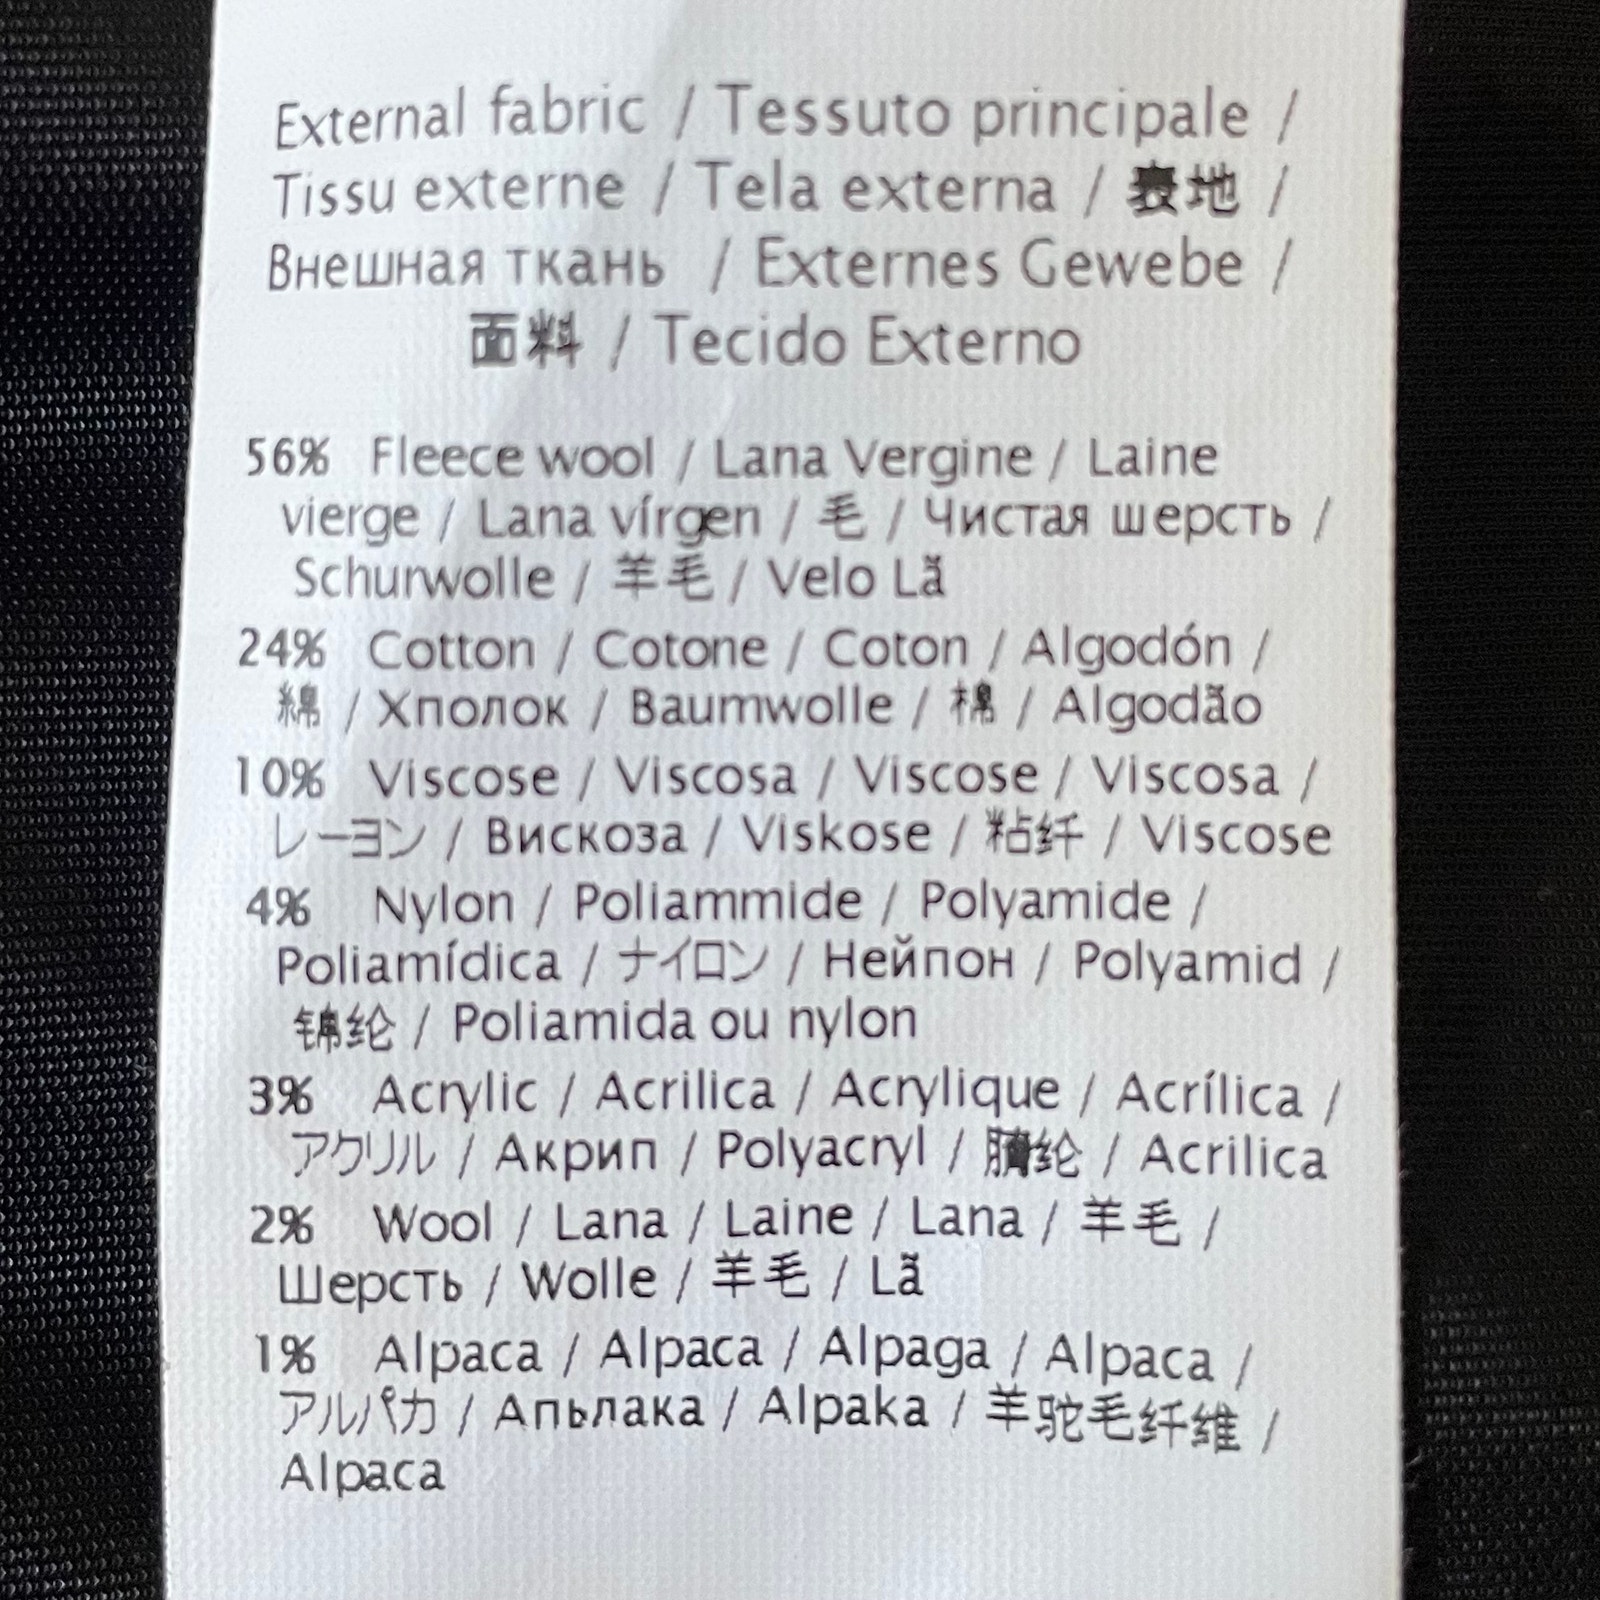 External fabric / Tessuto principale /
Tissu externe / Tela externa / 表地 /
Внешная ткань / Externes Gewebe /
面料 / Tecido Externo
56% Fleece wool / Lana Vergine / Laine
vierge / Lana vírgen / 毛 / Чистая шерсть /
Schurwolle / 羊毛 / Velo Lã
24% Cotton / Cotone / Coton / Algodón /
綿 / Хлолок / Baumwolle / 棉 / Algodão
10% Viscose / Viscosa / Viscose / Viscosa /
レーヨン / Вискоза / Viskose / 粘纤 / Viscose
4% Nylon / Poliammide / Polyamide /
Poliamídica / ナイロン / Нейлон / Polyamid /
锦纶 / Poliamida ou nylon
3% Acrylic / Acrilica / Acrylique / Acrílica /
アクリル / Акрил / Polyacryl / 腈纶 / Acrilica
2% Wool / Lana / Laine / Lana / 羊毛 /
Шерсть / Wolle / 羊毛 / Lã
1% Alpaca / Alpaca / Alpaga / Alpaca /
アルパカ / Альпака / Alpaka / 羊驼毛纤维 /
Alpaca